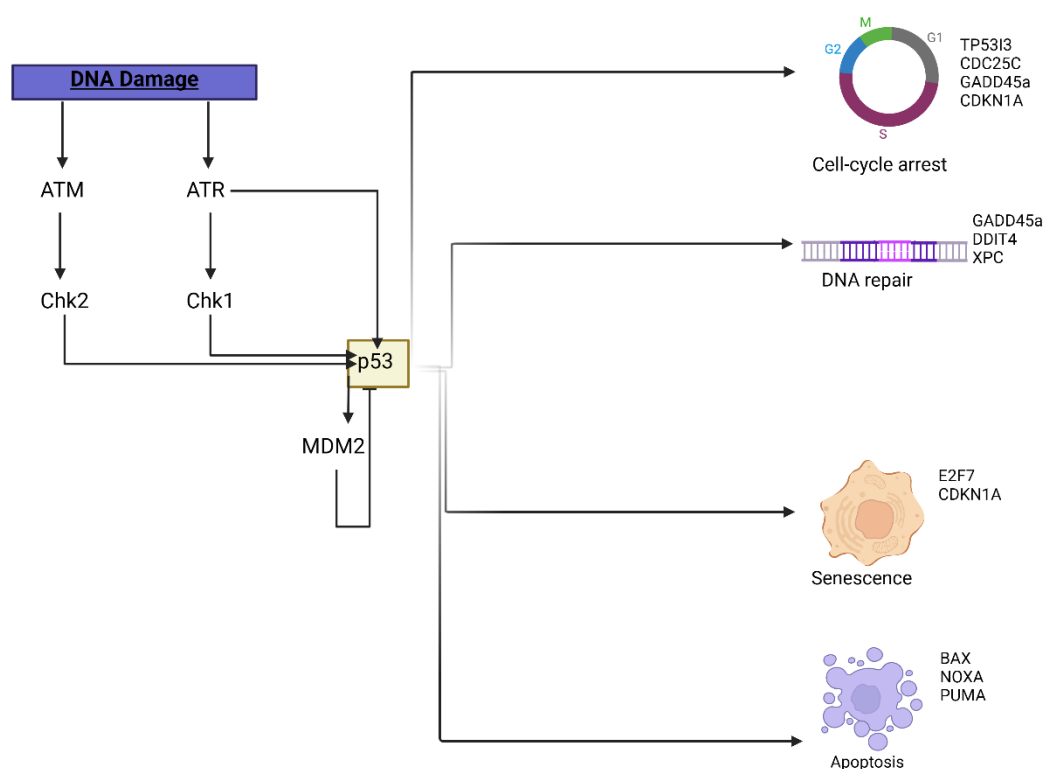 DNA Damage
ATM
ATR
Chk2
Chk1
p53
MDM2
M
G1
G2
S
TP53I3
CDC25C
GADD45a
CDKN1A
Cell-cycle arrest
GADD45a
DDIT4
XPC
DNA repair
E2F7
CDKN1A
Senescence
BAX
NOXA
PUMA
Apoptosis